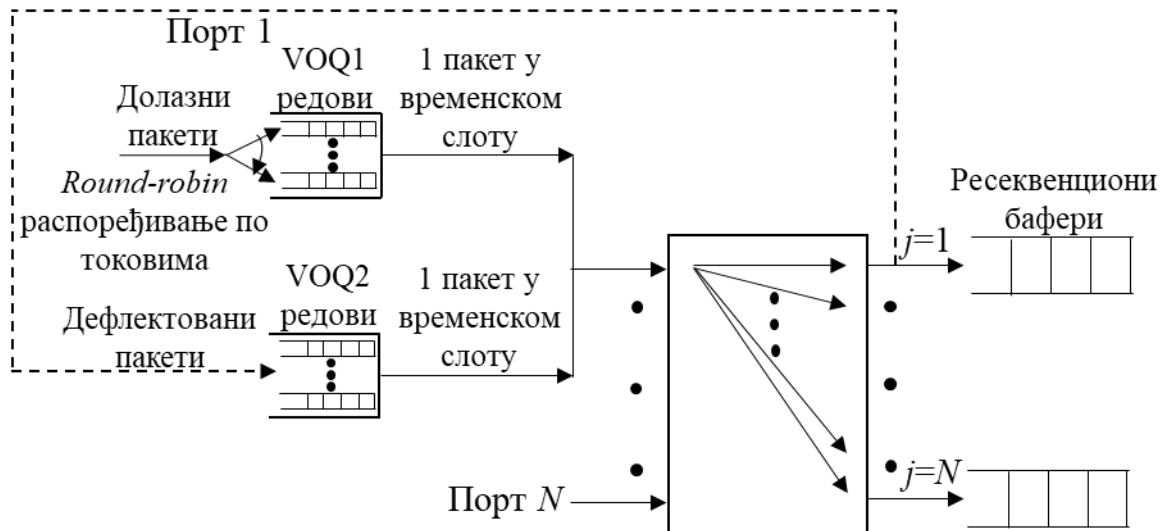 Порт 1
Долазни
пакети
Round-robin
распоређивање по
токовима
VOQ1
редови
1 пакет у
временском
слоту
Дефлектовани
пакети
VOQ2
редови
1 пакет у
временском
слоту
Порт N
Ресеквенциони
бафери
j=1
j=N